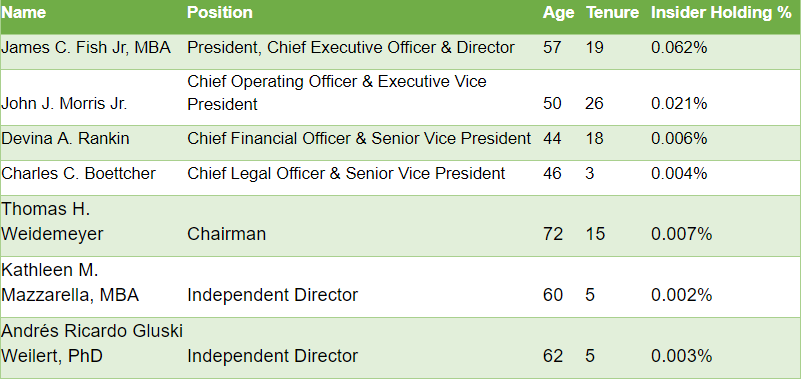 Name Position Age Tenure Insider Holding %
James C. Fish Jr, MBA President, Chief Executive Officer & Director 57 19 0.062%
Chief Operating Officer & Executive Vice
John J. Morris Jr. President 50 26 0.021%
Devina A. Rankin Chief Financial Officer & Senior Vice President 44 18 0.006%
Charles C. Boettcher Chief Legal Officer & Senior Vice President 46 3 0.004%
Thomas H.
Weidemeyer Chairman 72 15 0.007%
Kathleen M.
Mazzarella, MBA Independent Director 60 5 0.002%
Andrés Ricardo Gluski
Weilert, PhD Independent Director 62 5 0.003%